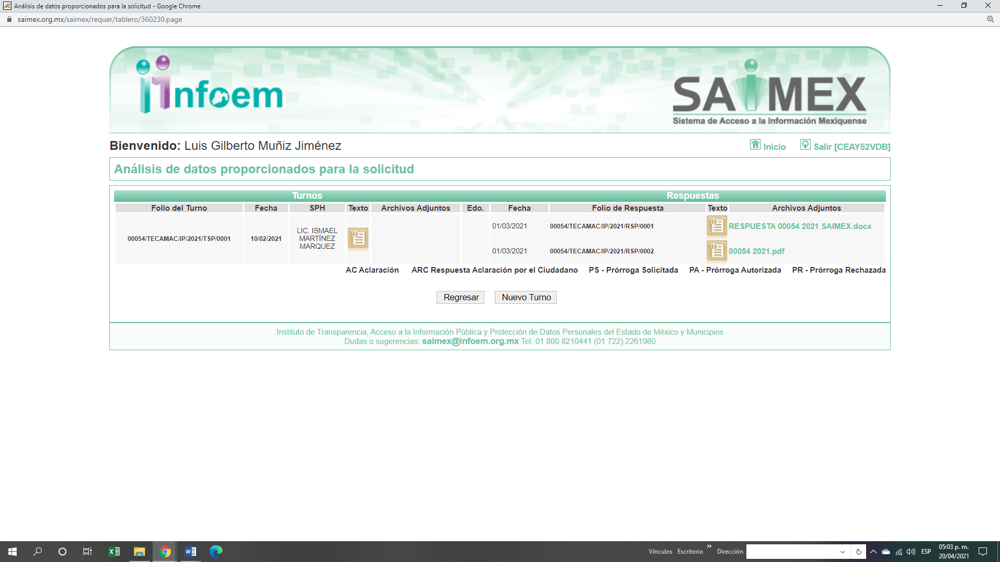 Análisis de datos proporcionados para la solicitud - Google Chrome
saimex.org.mx/saimex/requer/tablero/360230.page
infoem
SAIMEX
Sistema de Acceso a la Información Mexiquense
Bienvenido: Luis Gilberto Muñiz Jiménez
Inicio
Salir [CEAY52VDB]
Análisis de datos proporcionados para la solicitud
Turnos
Respuestas
Folio del Turno Fecha SPH Texto Archivos Adjuntos Edo. Fecha Folio de Respuesta Texto Archivos Adjuntos
00054/TECAMAC/IP/2021/TSP/0001 10/02/2021
LIC. ISMAEL
MARTÍNEZ
MARQUEZ
01/03/2021 00054/TECAMAC/IP/2021/RSP/0001 RESPUESTA 00054 2021 SAIMEX.docx
01/03/2021 00054/TECAMAC/IP/2021/RSP/0002 00054 2021.pdf
AC Aclaración ARC Respuesta Aclaración por el Ciudadano PS - Prórroga Solicitada PA - Prórroga Autorizada PR - Prórroga Rechazada
Regresar Nuevo Turno
Instituto de Transparencia, Acceso a la Información Pública y Protección de Datos Personales del Estado de México y Municipios
Dudas o sugerencias: saimex@infoem.org.mx Tel. 01 800 8210441 (01 722) 2261980
Vínculos Escritorio » Dirección ESP
05:03 p. m.
20/04/2021